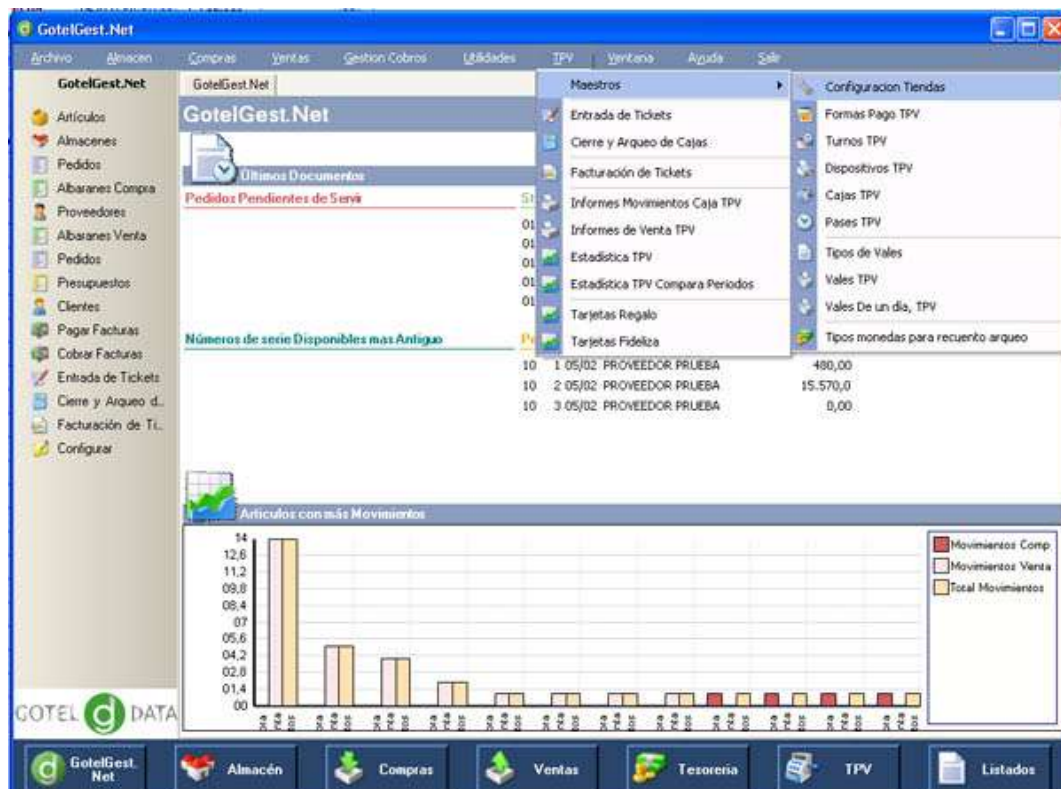 GotelGest.Net
Archivo Almacen Compras Ventas Gestion Cobros Utilidades TPV Ventana Ayuda Salir
GotelGest.Net
Artículos
Almacenes
Pedidos
Albaranes Compra
Proveedores
Albaranes Venta
Pedidos
Presupuestos
Clientes
Pagar Facturas
Cobrar Facturas
Entrada de Tickets
Cierre y Arqueo d..
Facturación de Ti..
Configurar
GOTEL DATA
GotelGest.Net
GotelGest.Net
Últimos Documentos
Pedidos Pendientes de Servir
Números de serie Disponibles mas Antiguo
Maestros
Entrada de Tickets
Cierre y Arqueo de Cajas
Facturación de Tickets
Informes Movimientos Caja TPV
Informes de Venta TPV
Estadística TPV
Estadística TPV Compara Periodos
Tarjetas Regalo
Tarjetas Fideliza
Configuracion Tiendas
Formas Pago TPV
Turnos TPV
Dispositivos TPV
Cajas TPV
Pases TPV
Tipos de Vales
Vales TPV
Vales De un día, TPV
Tipos monedas para recuento arqueo
01
01
01
01
01
10 1 05/02 PROVEEDOR PRUEBA 480,00
10 2 05/02 PROVEEDOR PRUEBA 15.570,0
10 3 05/02 PROVEEDOR PRUEBA 0,00
Artículos con más Movimientos
14
12,6
11,2
09,8
08,4
07
05,6
04,2
02,8
01,4
00
Movimientos Comp
Movimientos Venta
Total Movimientos
GotelGest.
Net
Almacén
Compras
Ventas
Tesoreria
TPV
Listados